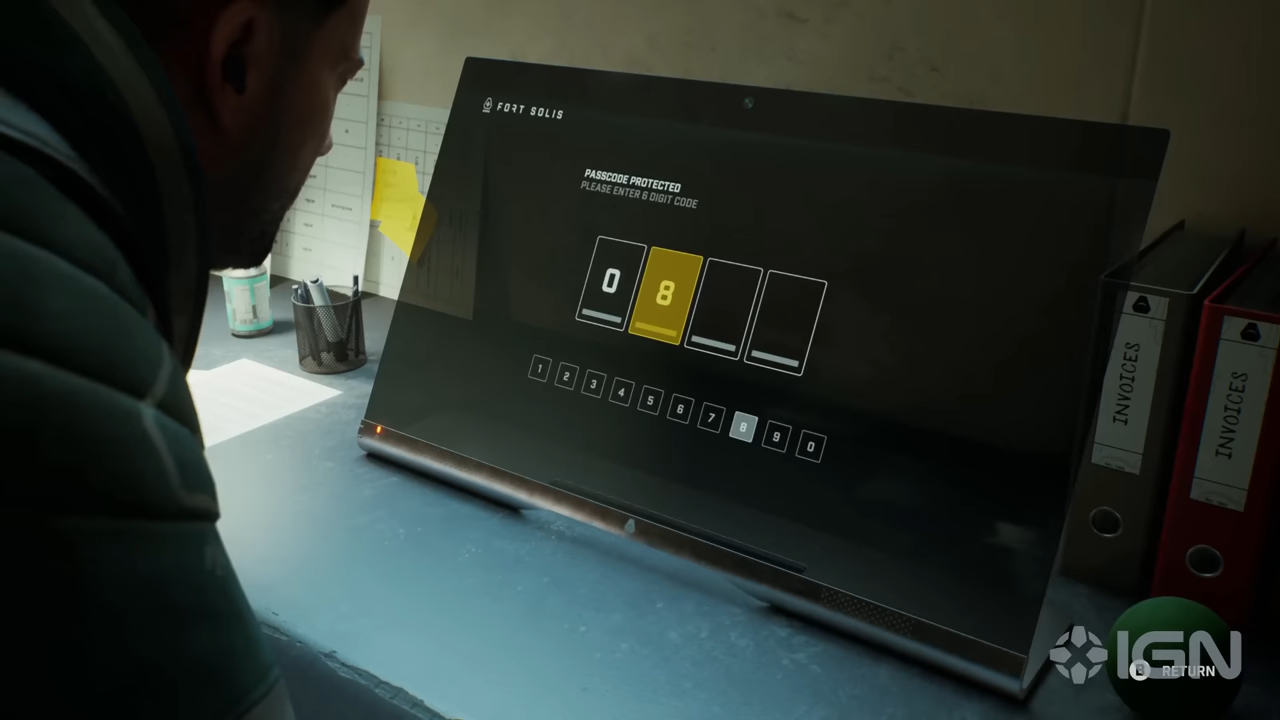 FORT SOLIS
PASSCODE PROTECTED
PLEASE ENTER 6 DIGIT CODE
0 8
1 2 3 4 5 6 7 8 9 0
INVOICES
INVOICES
IGN
RETURN